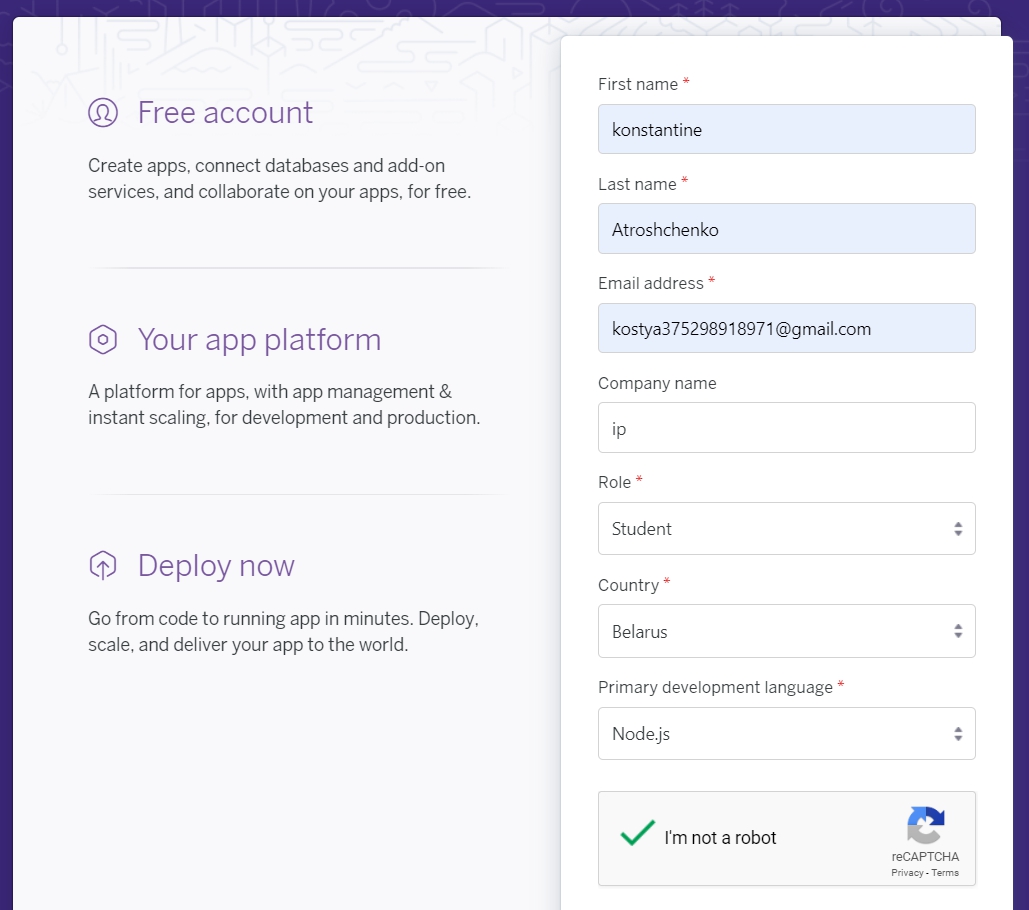 Free account
Create apps, connect databases and add-on
services, and collaborate on your apps, for free.
Your app platform
A platform for apps, with app management &
instant scaling, for development and production.
Deploy now
Go from code to running app in minutes. Deploy,
scale, and deliver your app to the world.
First name *
konstantine
Last name *
Atroshchenko
Email address *
kostya375298918971@gmail.com
Company name
ip
Role *
Student
Country *
Belarus
Primary development language *
Node.js
I'm not a robot
reCAPTCHA
Privacy - Terms